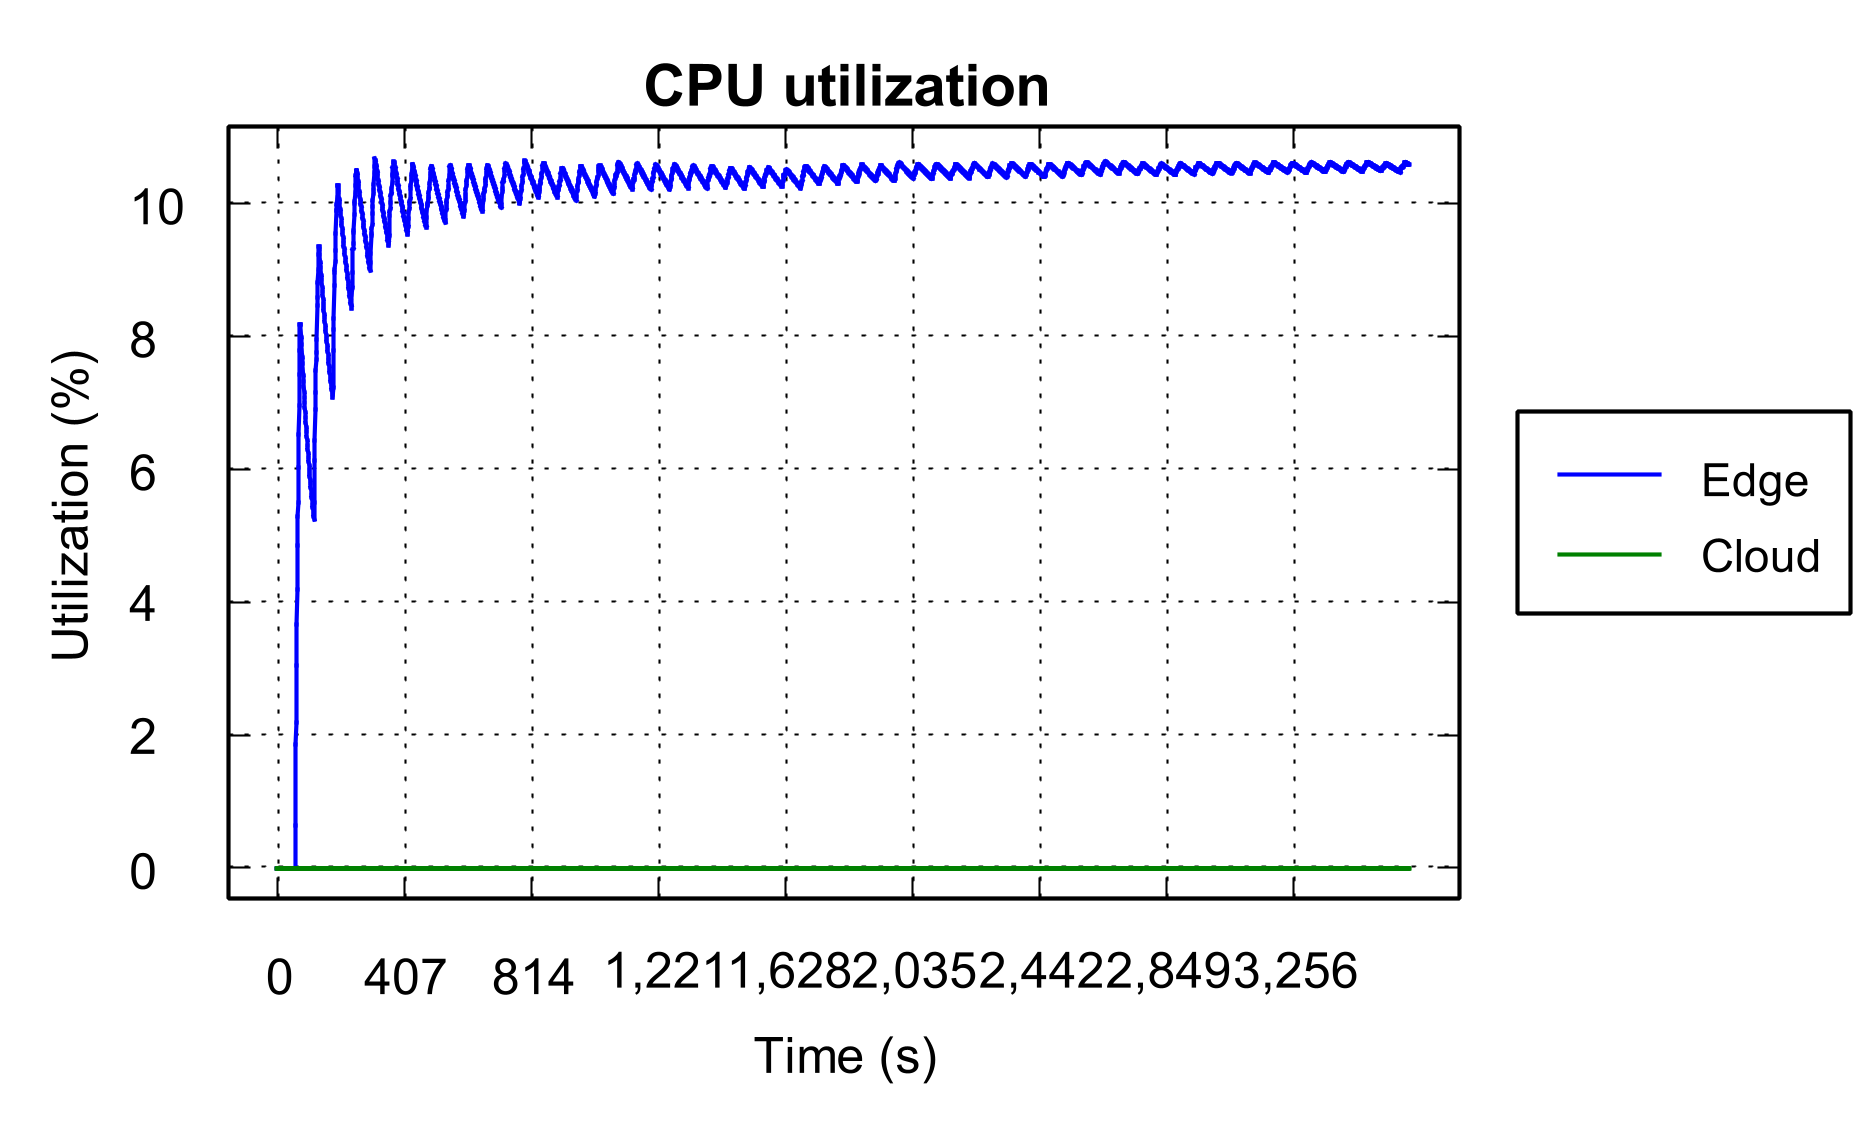 CPU utilization
10
8
6
4
2
0
Utilization (%)
Edge
Cloud
0 407 814 1,2211,6282,0352,4422,8493,256
Time (s)